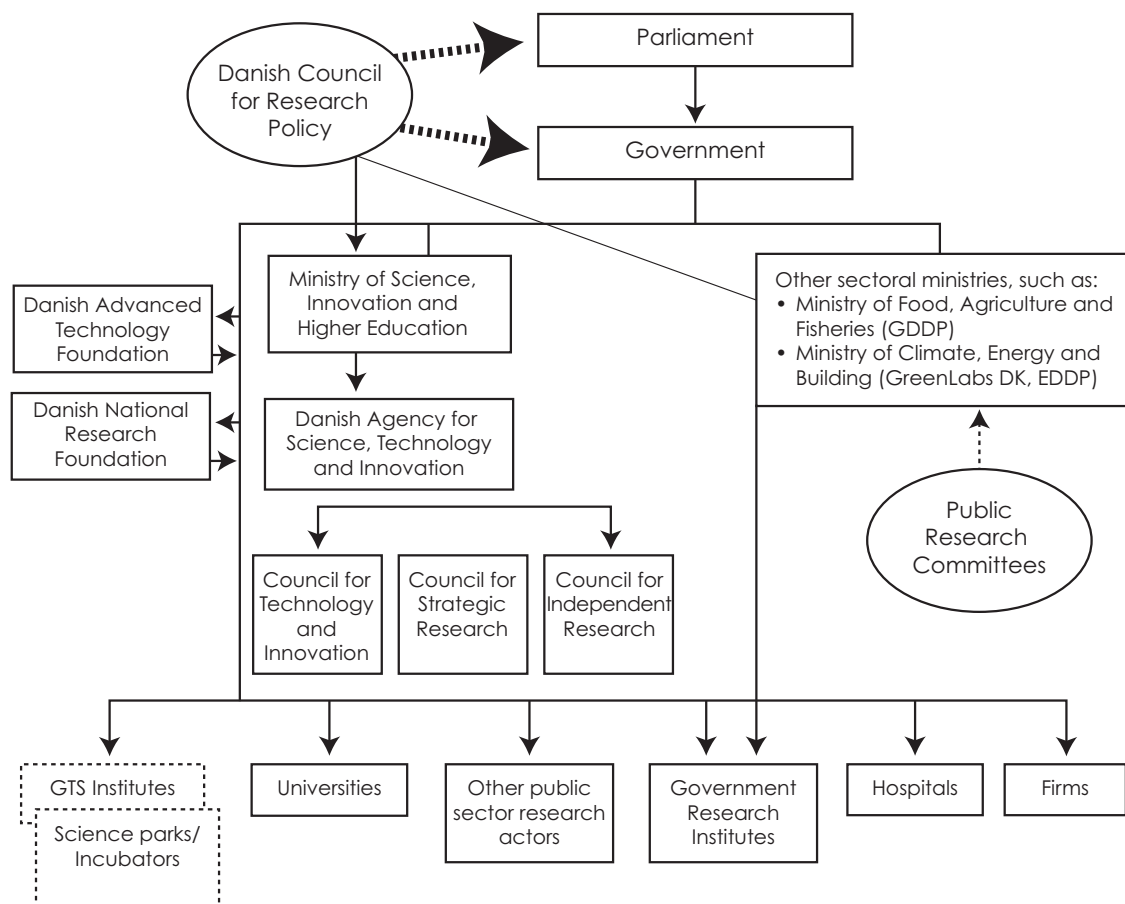 Danish Council
for Research
Policy
Parliament
Government
Ministry of Science,
Innovation and
Higher Education
Other sectoral ministries, such as:
• Ministry of Food, Agriculture and
Fisheries (GDDP)
• Ministry of Climate, Energy and
Building (GreenLabs DK, EDDP)
Danish Advanced
Technology
Foundation
Danish National
Research
Foundation
Danish Agency for
Science, Technology
and Innovation
Public
Research
Committees
Council for
Technology
and
Innovation
Council for
Strategic
Research
Council for
Independent
Research
GTS Institutes
Science parks/
Incubators
Universities
Other public
sector research
actors
Government
Research
Institutes
Hospitals
Firms